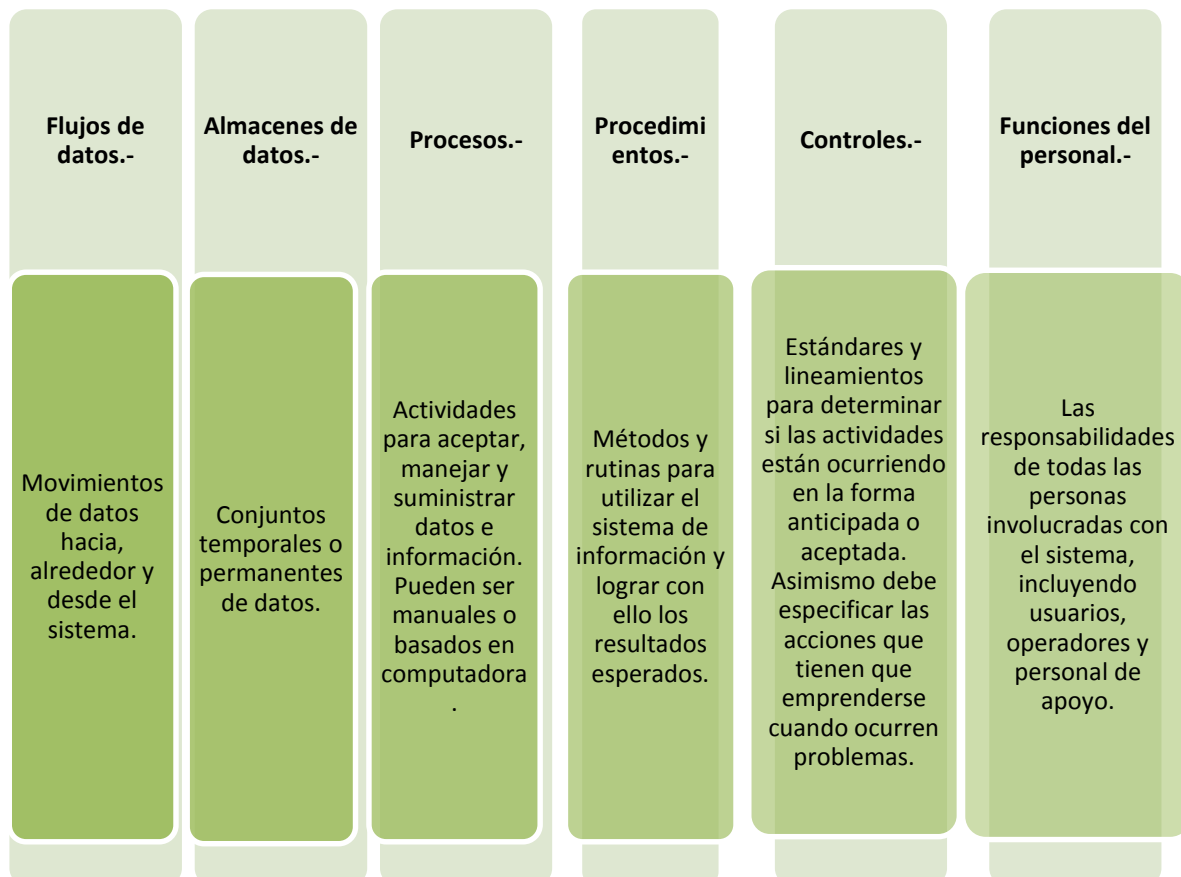 Flujos de
datos.-
Movimientos
de datos
hacia,
alrededor y
desde el
sistema.
Almacenes de
datos.-
Conjuntos
temporales o
permanentes
de datos.
Procesos.-
Actividades
para aceptar,
manejar y
suministrar
datos e
información.
Pueden ser
manuales o
basados en
computadora
.
Procedimi
entos.-
Métodos y
rutinas para
utilizar el
sistema de
información y
lograr con
ello los
resultados
esperados.
Controles.-
Estándares y
lineamientos
para determinar
si las actividades
están ocurriendo
en la forma
anticipada o
aceptada.
Asimismo debe
especificar las
acciones que
tienen que
emprenderse
cuando ocurren
problemas.
Funciones del
personal.-
Las
responsabilidades
de todas las
personas
involucradas con
el sistema,
incluyendo
usuarios,
operadores y
personal de
apoyo.